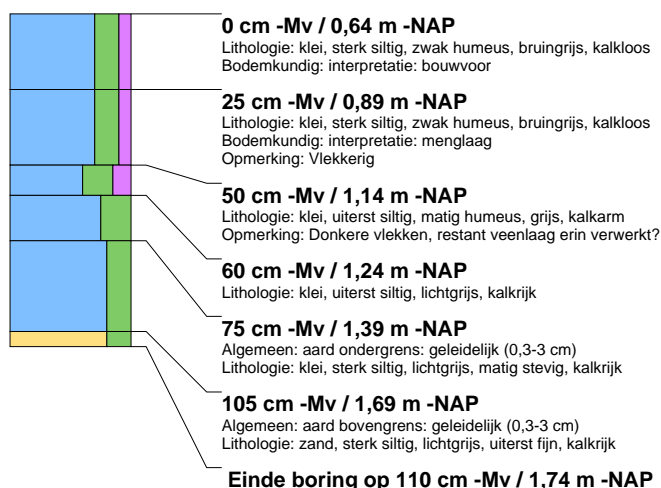 0 cm -Mv / 0,64 m -NAP
Lithologie: klei, sterk siltig, zwak humeus, bruingrijs, kalkloos
Bodemkundig: interpretatie: bouwvoor
25 cm -Mv / 0,89 m -NAP
Lithologie: klei, sterk siltig, zwak humeus, bruingrijs, kalkloos
Bodemkundig: interpretatie: menglaag
Opmerking: Vlekkerig
50 cm -Mv / 1,14 m -NAP
Lithologie: klei, uiterst siltig, matig humeus, grijs, kalkarm
Opmerking: Donkere vlekken, restant veenlaag erin verwerkt?
60 cm -Mv / 1,24 m -NAP
Lithologie: klei, uiterst siltig, lichtgrijs, kalkrijk
75 cm -Mv / 1,39 m -NAP
Algemeen: aard ondergrens: geleidelijk (0,3-3 cm)
Lithologie: klei, sterk siltig, lichtgrijs, matig stevig, kalkrijk
105 cm -Mv / 1,69 m -NAP
Algemeen: aard bovengrens: geleidelijk (0,3-3 cm)
Lithologie: zand, sterk siltig, lichtgrijs, uiterst fijn, kalkrijk
Einde boring op 110 cm -Mv / 1,74 m -NAP